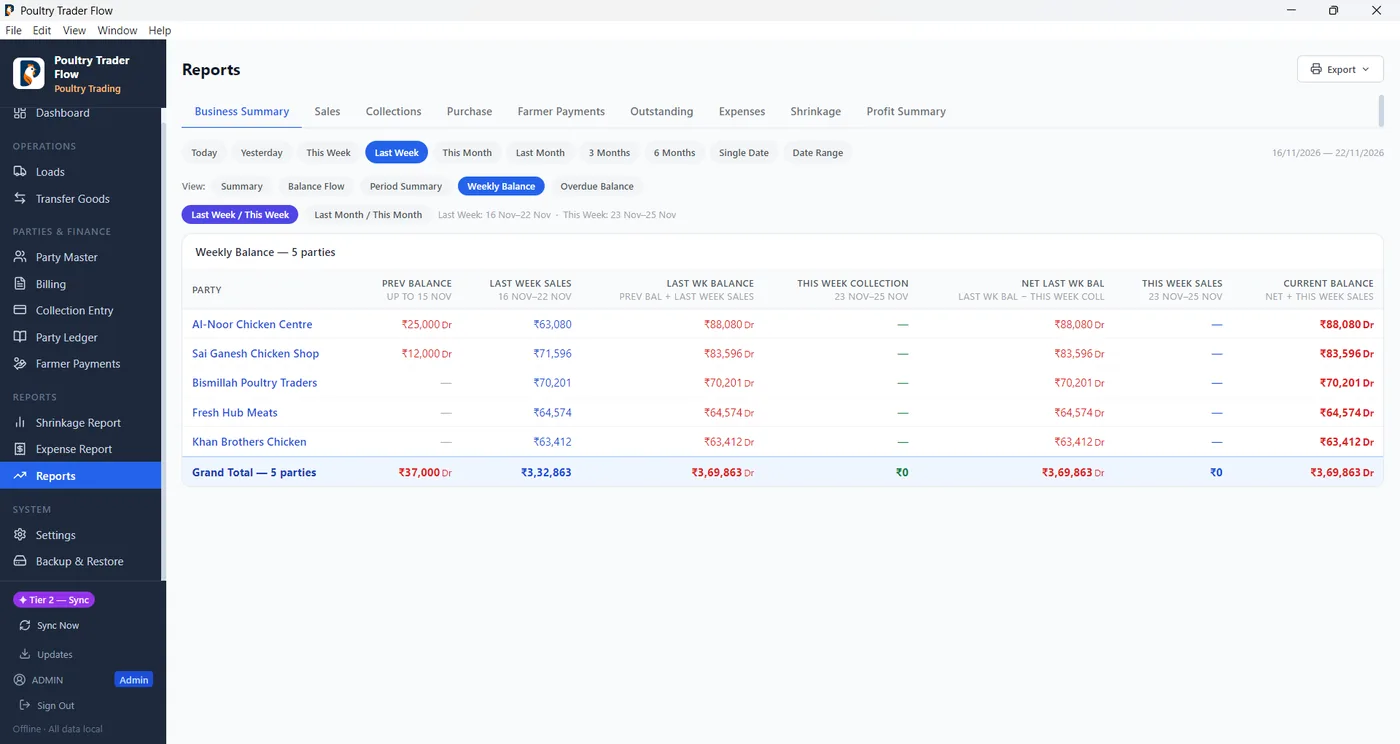 Poultry Trader Flow
File Edit View Window Help
Poultry Trader
Flow
Poultry Trading
Dashboard
OPERATIONS
Loads
Transfer Goods
PARTIES & FINANCE
Party Master
Billing
Collection Entry
Party Ledger
Farmer Payments
REPORTS
Shrinkage Report
Expense Report
Reports
SYSTEM
Settings
Backup & Restore
Tier 2 — Sync
Sync Now
Updates
ADMIN Admin
Sign Out
Offline · All data local
Reports
Export
Business Summary Sales Collections Purchase Farmer Payments Outstanding Expenses Shrinkage Profit Summary
Today Yesterday This Week Last Week This Month Last Month 3 Months 6 Months Single Date Date Range 16/11/2026 — 22/11/2026
View: Summary Balance Flow Period Summary Weekly Balance Overdue Balance
Last Week / This Week Last Month / This Month Last Week: 16 Nov–22 Nov · This Week: 23 Nov–25 Nov
Weekly Balance — 5 parties
PARTY PREV BALANCE LAST WEEK SALES LAST WK BALANCE THIS WEEK COLLECTION NET LAST WK BAL THIS WEEK SALES CURRENT BALANCE
UP TO 15 NOV 16 NOV–22 NOV PREV BAL + LAST WEEK SALES 23 NOV–25 NOV LAST WK BAL − THIS WEEK COLL 23 NOV–25 NOV NET + THIS WEEK SALES
Al-Noor Chicken Centre ₹25,000 Dr ₹63,080 ₹88,080 Dr — ₹88,080 Dr — ₹88,080 Dr
Sai Ganesh Chicken Shop ₹12,000 Dr ₹71,596 ₹83,596 Dr — ₹83,596 Dr — ₹83,596 Dr
Bismillah Poultry Traders — ₹70,201 ₹70,201 Dr — ₹70,201 Dr — ₹70,201 Dr
Fresh Hub Meats — ₹64,574 ₹64,574 Dr — ₹64,574 Dr — ₹64,574 Dr
Khan Brothers Chicken — ₹63,412 ₹63,412 Dr — ₹63,412 Dr — ₹63,412 Dr
Grand Total — 5 parties ₹37,000 Dr ₹3,32,863 ₹3,69,863 Dr ₹0 ₹3,69,863 Dr ₹0 ₹3,69,863 Dr